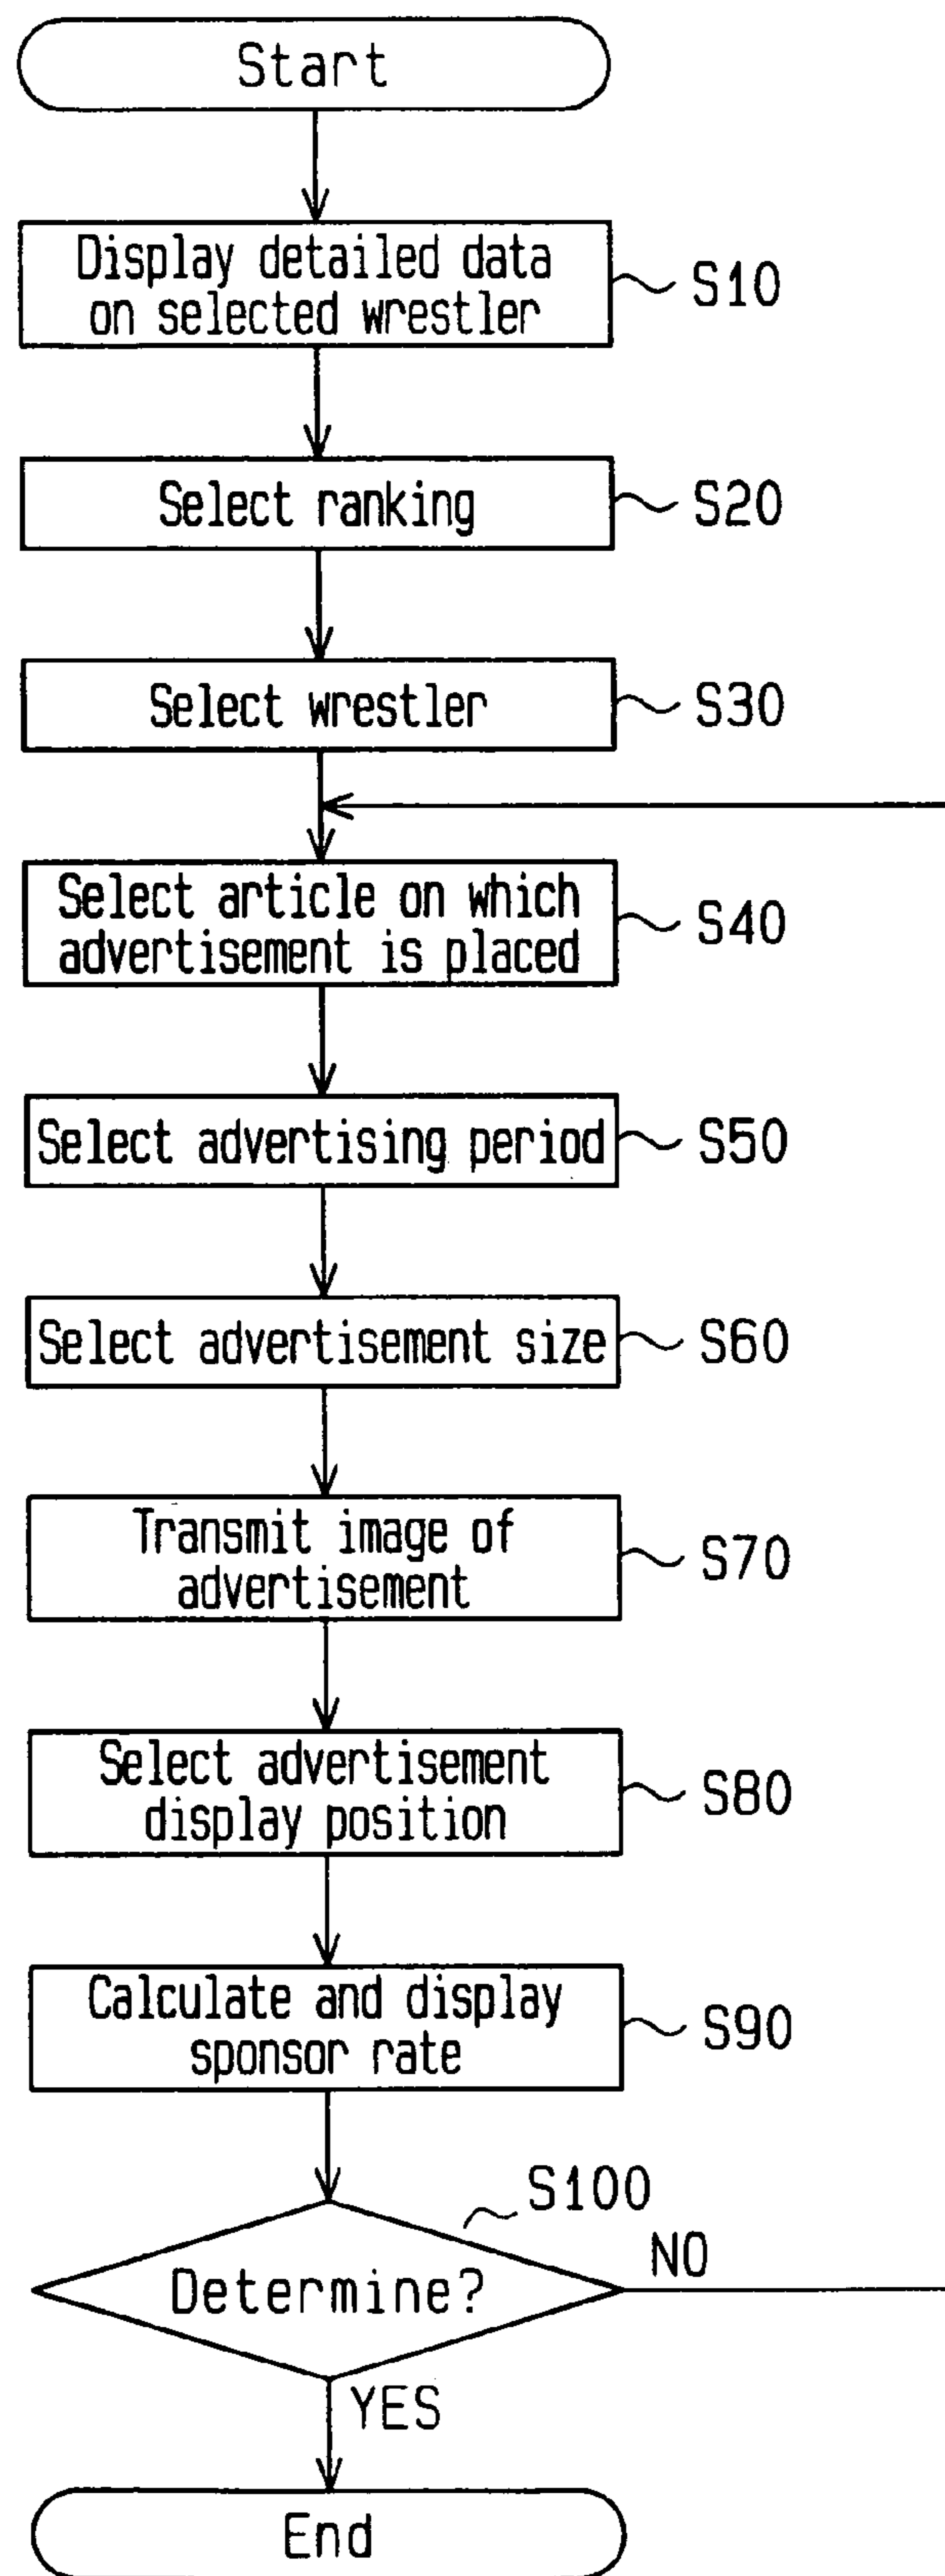 Start
Display detailed data
on selected wrestler
S10
Select ranking
S20
Select wrestler
S30
Select article on which
advertisement is placed
S40
Select advertising period
S50
Select advertisement size
S60
Transmit image of
advertisement
S70
Select advertisement
display position
S80
Calculate and display
sponsor rate
S90
S100
Determine?
NO
YES
End